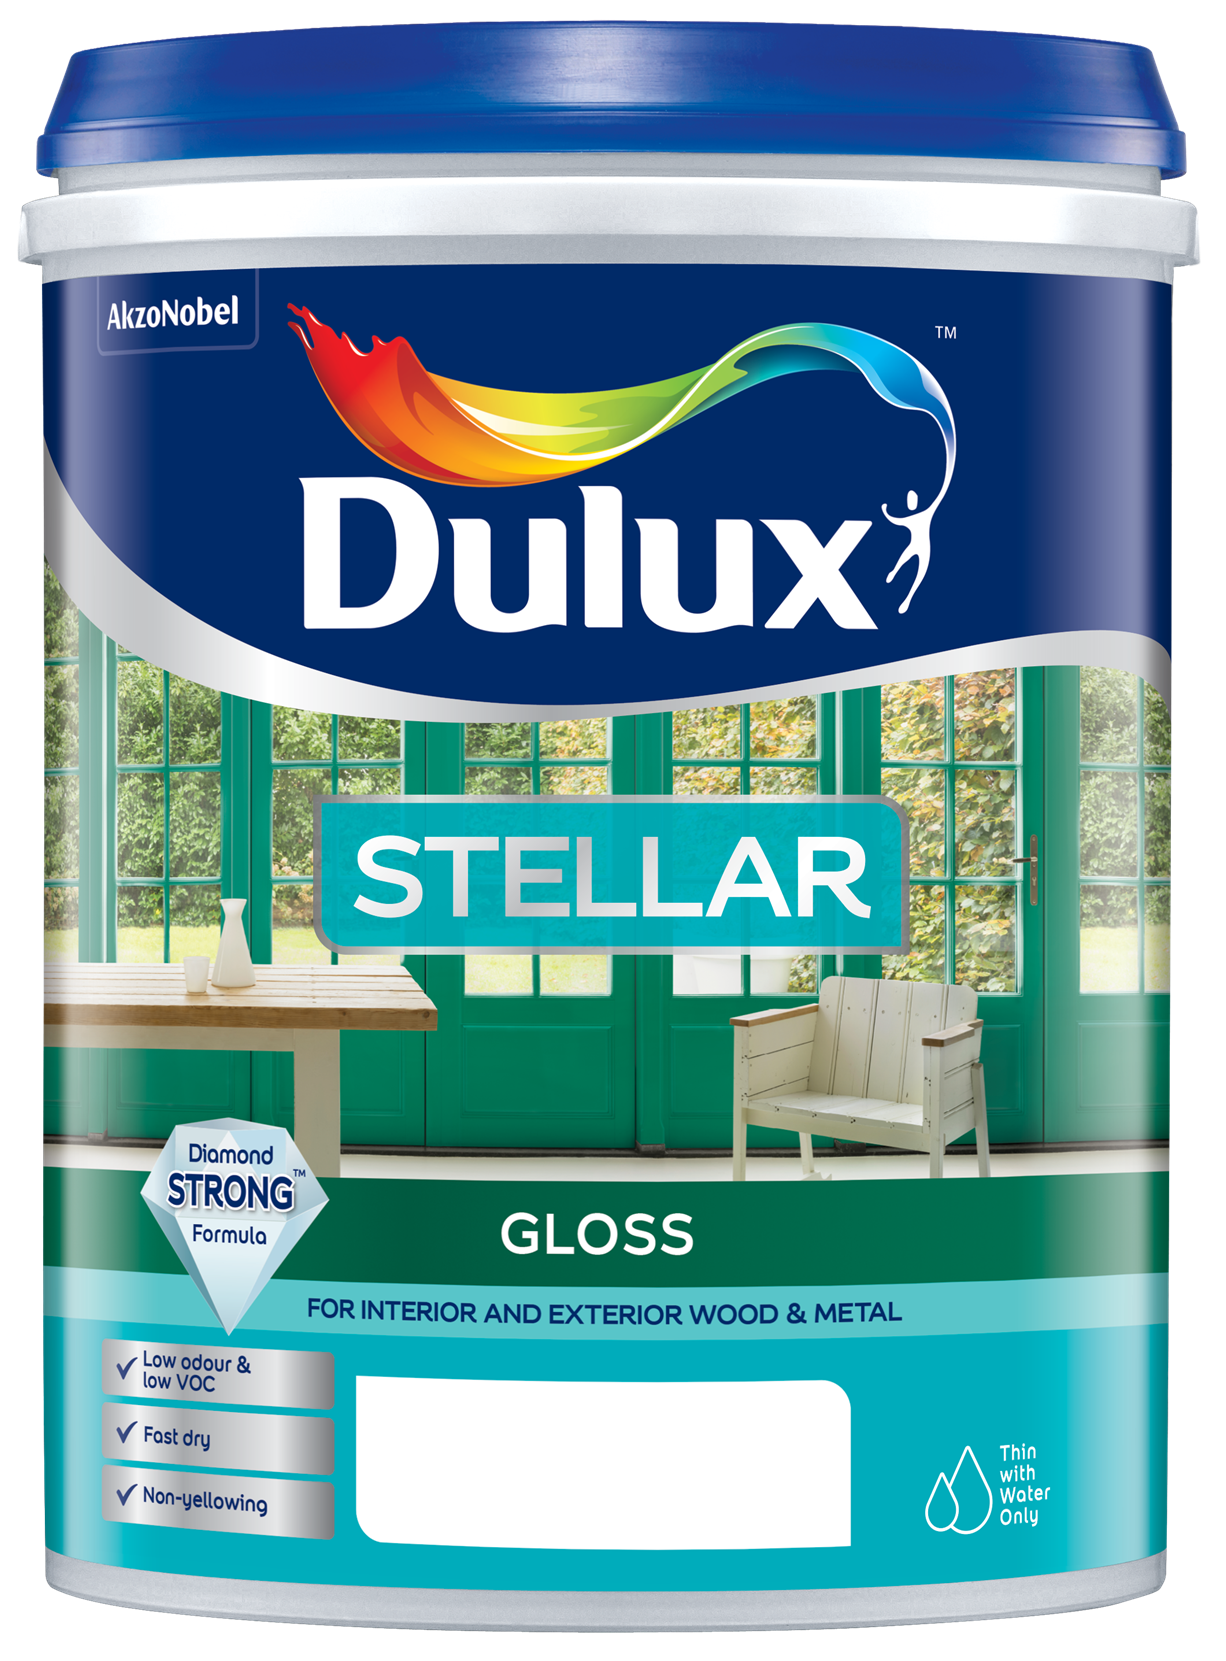 AkzoNobel
TM
Dulux
STELLAR
Diamond
STRONG™
Formula
GLOSS
FOR INTERIOR AND EXTERIOR WOOD & METAL
✓ Low odour &
low VOC
✓ Fast dry
✓ Non-yellowing
Thin
with
Water
Only